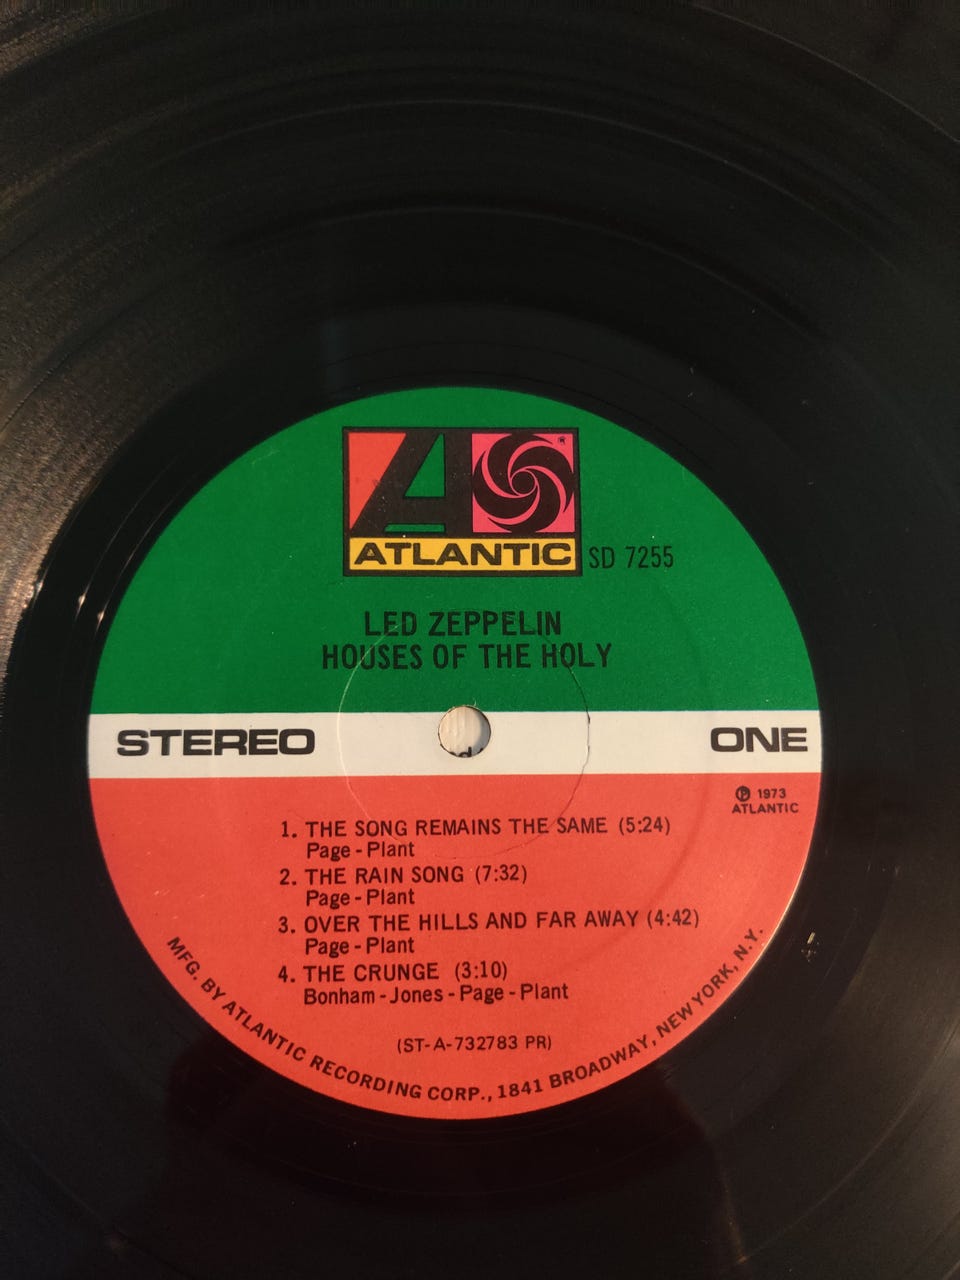 A
®
ATLANTIC SD 7255
LED ZEPPELIN
HOUSES OF THE HOLY
STEREO ONE
Ⓟ 1973
ATLANTIC
1. THE SONG REMAINS THE SAME (5:24)
Page - Plant
2. THE RAIN SONG (7:32)
Page - Plant
3. OVER THE HILLS AND FAR AWAY (4:42)
Page - Plant
4. THE CRUNGE (3:10)
Bonham - Jones - Page - Plant
(ST-A-732783 PR)
MFG. BY ATLANTIC RECORDING CORP., 1841 BROADWAY, NEW YORK, N.Y.